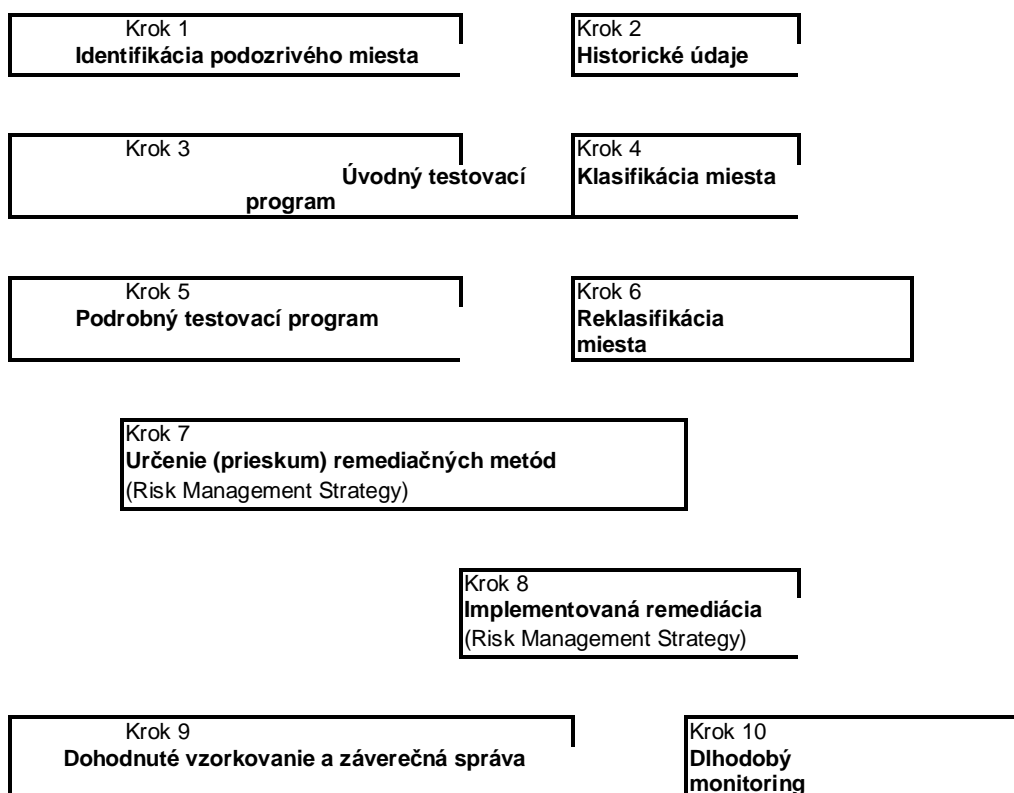 Krok 1
Identifikácia podozrivého miesta
Krok 2
Historické údaje
Krok 3
Úvodný testovací
program
Krok 4
Klasifikácia miesta
Krok 5
Podrobný testovací program
Krok 6
Reklasifikácia
miesta
Krok 7
Určenie (prieskum) remediačných metód
(Risk Management Strategy)
Krok 8
Implementovaná remediácia
(Risk Management Strategy)
Krok 9
Dohodnuté vzorkovanie a záverečná správa
Krok 10
Dlhodobý
monitoring